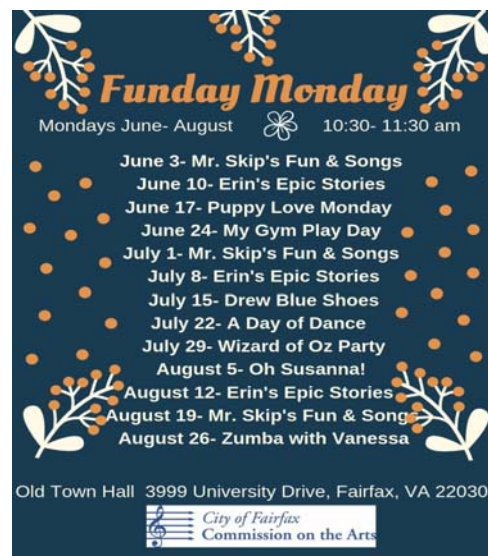 Funday Monday
Mondays June- August 10:30- 11:30 am
June 3- Mr. Skip's Fun & Songs
June 10- Erin's Epic Stories
June 17- Puppy Love Monday
June 24- My Gym Play Day
July 1- Mr. Skip's Fun & Songs
July 8- Erin's Epic Stories
July 15- Drew Blue Shoes
July 22- A Day of Dance
July 29- Wizard of Oz Party
August 5- Oh Susanna!
August 12- Erin's Epic Stories
August 19- Mr. Skip's Fun & Songs
August 26- Zumba with Vanessa
Old Town Hall 3999 University Drive, Fairfax, VA 22030
City of Fairfax
Commission on the Arts